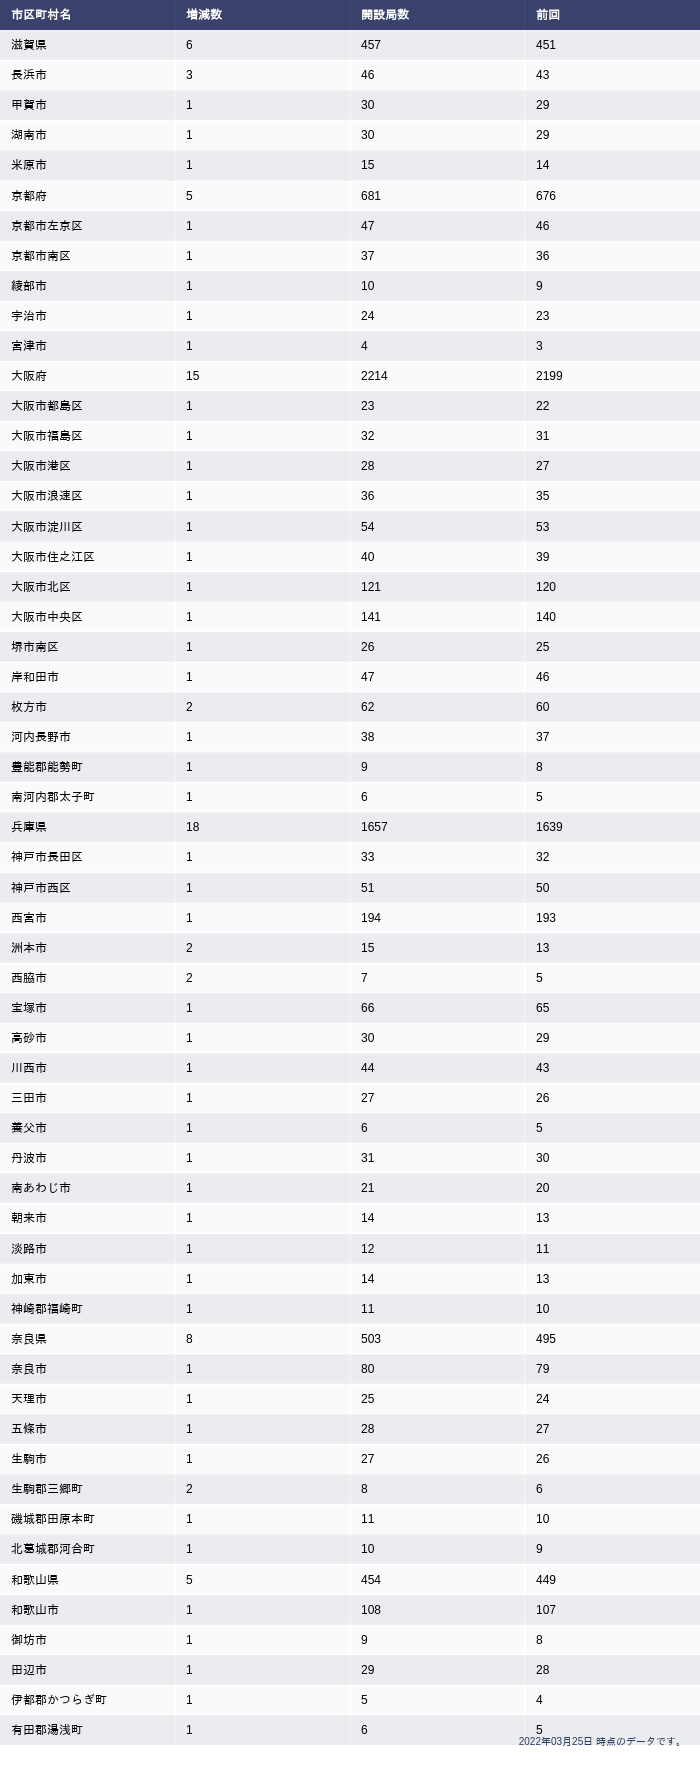 市区町村名 増減数 開設局数 前回
滋賀県 6 457 451
長浜市 3 46 43
甲賀市 1 30 29
湖南市 1 30 29
米原市 1 15 14
京都府 5 681 676
京都市左京区 1 47 46
京都市南区 1 37 36
綾部市 1 10 9
宇治市 1 24 23
宮津市 1 4 3
大阪府 15 2214 2199
大阪市都島区 1 23 22
大阪市福島区 1 32 31
大阪市港区 1 28 27
大阪市浪速区 1 36 35
大阪市淀川区 1 54 53
大阪市住之江区 1 40 39
大阪市北区 1 121 120
大阪市中央区 1 141 140
堺市南区 1 26 25
岸和田市 1 47 46
枚方市 2 62 60
河内長野市 1 38 37
豊能郡能勢町 1 9 8
南河内郡太子町 1 6 5
兵庫県 18 1657 1639
神戸市長田区 1 33 32
神戸市西区 1 51 50
西宮市 1 194 193
洲本市 2 15 13
西脇市 2 7 5
宝塚市 1 66 65
高砂市 1 30 29
川西市 1 44 43
三田市 1 27 26
養父市 1 6 5
丹波市 1 31 30
南あわじ市 1 21 20
朝来市 1 14 13
淡路市 1 12 11
加東市 1 14 13
神崎郡福崎町 1 11 10
奈良県 8 503 495
奈良市 1 80 79
天理市 1 25 24
五條市 1 28 27
生駒市 1 27 26
生駒郡三郷町 2 8 6
磯城郡田原本町 1 11 10
北葛城郡河合町 1 10 9
和歌山県 5 454 449
和歌山市 1 108 107
御坊市 1 9 8
田辺市 1 29 28
伊都郡かつらぎ町 1 5 4
有田郡湯浅町 1 6 5
2022年03月25日 時点のデータです。